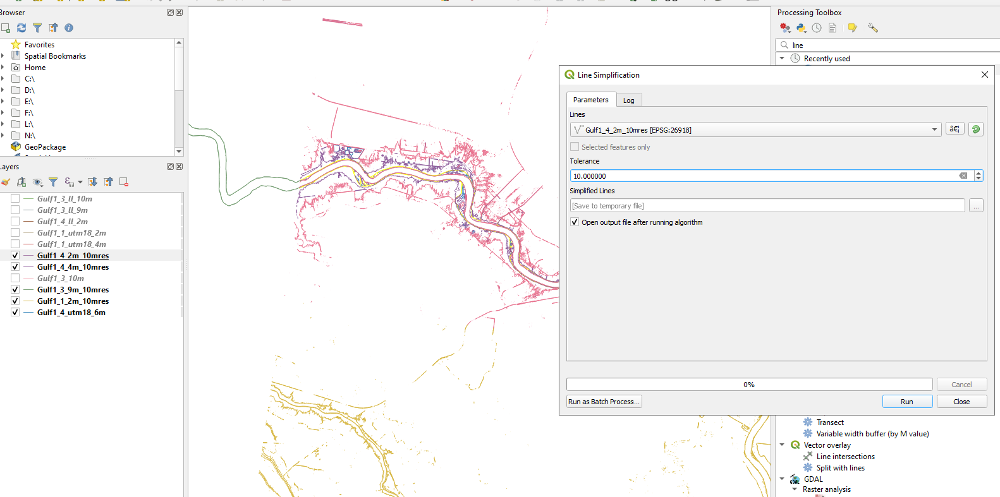 Browser
Favorites
Spatial Bookmarks
Home
C:\
D:\
E:\
F:\
L:\
N:\
GeoPackage
Layers
Gulf1_3_ll_10m
Gulf1_3_ll_9m
Gulf1_4_ll_2m
Gulf1_1_utm18_2m
Gulf1_1_utm18_4m
Gulf1_4_2m_10mres
Gulf1_4_4m_10mres
Gulf1_3_10m
Gulf1_3_9m_10mres
Gulf1_1_2m_10mres
Gulf1_4_utm18_6m
Processing Toolbox
line
Recently used
Line Simplification
Parameters
Log
Lines
Gulf1_4_2m_10mres [EPSG:26918]
â€¦
Selected features only
Tolerance
10.000000
Simplified Lines
[Save to temporary file]
...
Open output file after running algorithm
0%
Cancel
Run as Batch Process...
Run
Close
Transect
Variable width buffer (by M value)
Vector overlay
Line intersections
Split with lines
GDAL
GDAL
Raster analysis